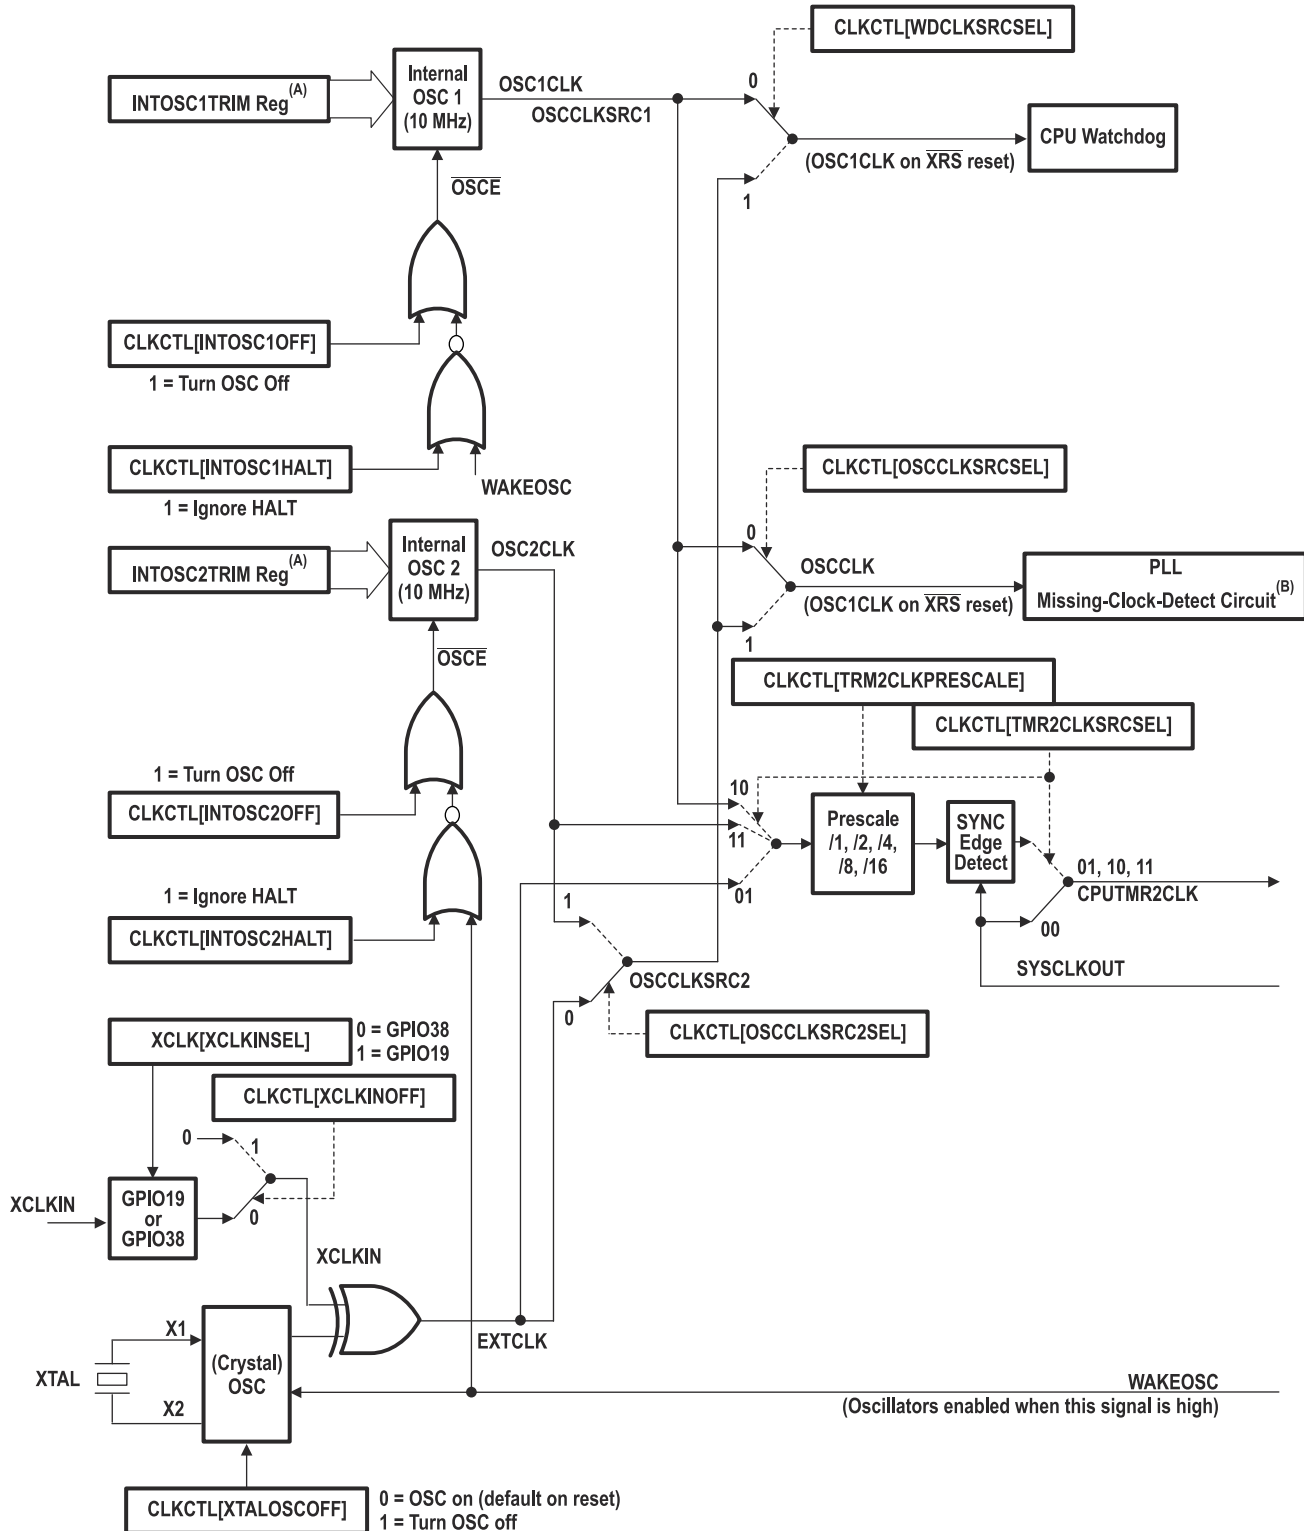 CLKCTL[WDCLKSRCSEL]
Internal
OSC 1
(10 MHz)
INTOSC1TRIM Reg(A)
OSC1CLK
OSCCLKSRC1
0
CPU Watchdog
(OSC1CLK on XRS reset)
1
OSCE
CLKCTL[INTOSC1OFF]
1 = Turn OSC Off
CLKCTL[INTOSC1HALT]
1 = Ignore HALT
WAKEOSC
CLKCTL[OSCCLKSRCSEL]
Internal
OSC 2
(10 MHz)
INTOSC2TRIM Reg(A)
OSC2CLK
0
OSCCLK
(OSC1CLK on XRS reset)
1
PLL
Missing-Clock-Detect Circuit(B)
OSCE
CLKCTL[TRM2CLKPRESCALE]
CLKCTL[TMR2CLKSRCSEL]
1 = Turn OSC Off
CLKCTL[INTOSC2OFF]
10
11
01
Prescale
/1, /2, /4,
/8, /16
SYNC
Edge
Detect
01, 10, 11
CPUTMR2CLK
00
SYSCLKOUT
1 = Ignore HALT
CLKCTL[INTOSC2HALT]
1
OSCCLKSRC2
0
CLKCTL[OSCCLKSRC2SEL]
XCLK[XCLKINSEL]
0 = GPIO38
1 = GPIO19
CLKCTL[XCLKINOFF]
0
1
XCLKIN
GPIO19
or
GPIO38
0
XCLKIN
EXTCLK
X1
XTAL
X2
(Crystal)
OSC
WAKEOSC
(Oscillators enabled when this signal is high)
CLKCTL[XTALOSCOFF]
0 = OSC on (default on reset)
1 = Turn OSC off